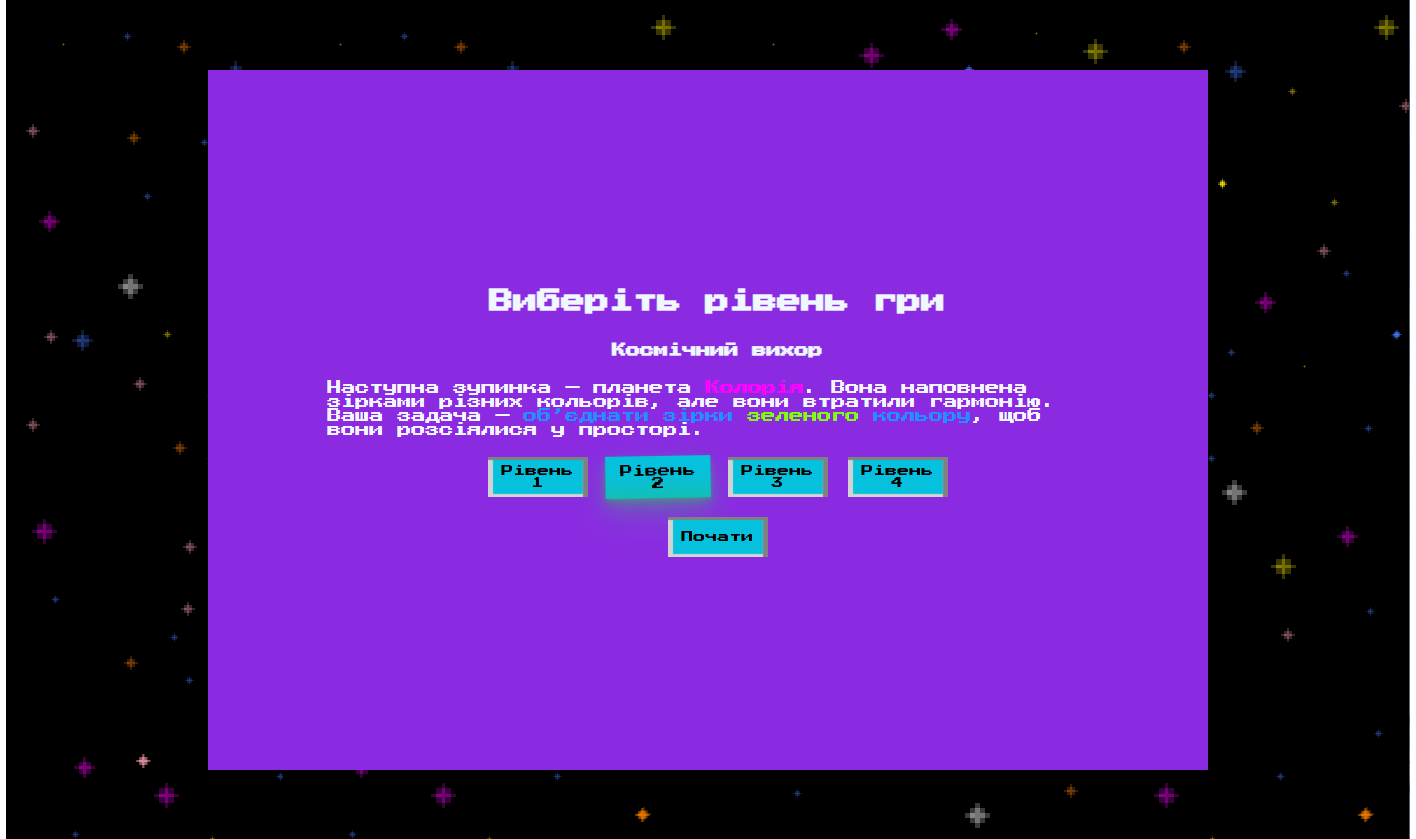 Виберіть рівень гри
Космічний вихор
Наступна зупинка — планета Колорія. Вона наповнена
зірками різних кольорів, але вони втратили гармонію.
Ваша задача — об’єднати зірки зеленого кольору, щоб
вони розсіялися у просторі.
Рівень
1
Рівень
2
Рівень
3
Рівень
4
Почати